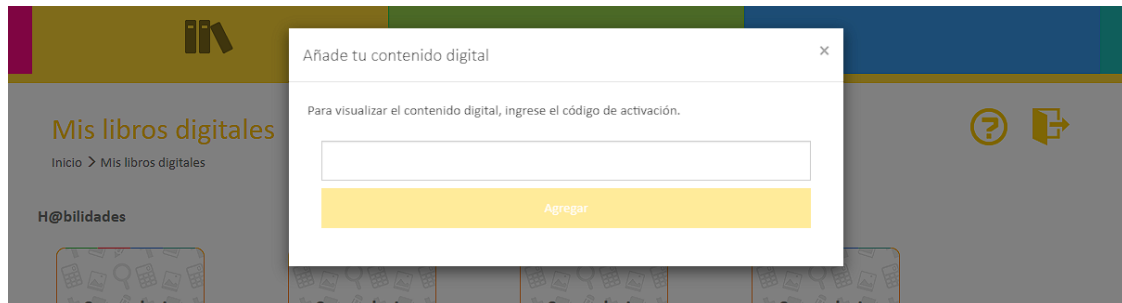 Añade tu contenido digital ×
Para visualizar el contenido digital, ingrese el código de activación.
Agregar
Mis libros digitales
Inicio > Mis libros digitales
H@bilidades